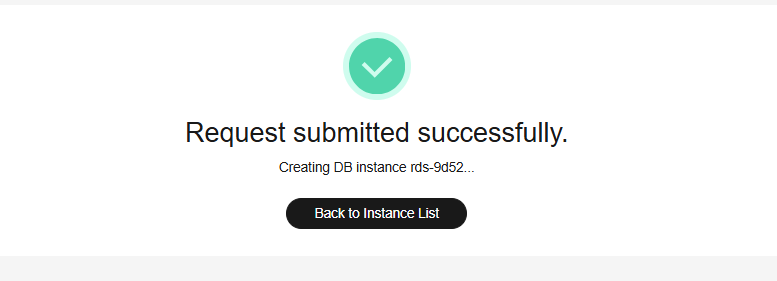 Request submitted successfully.
Creating DB instance rds-9d52...
Back to Instance List